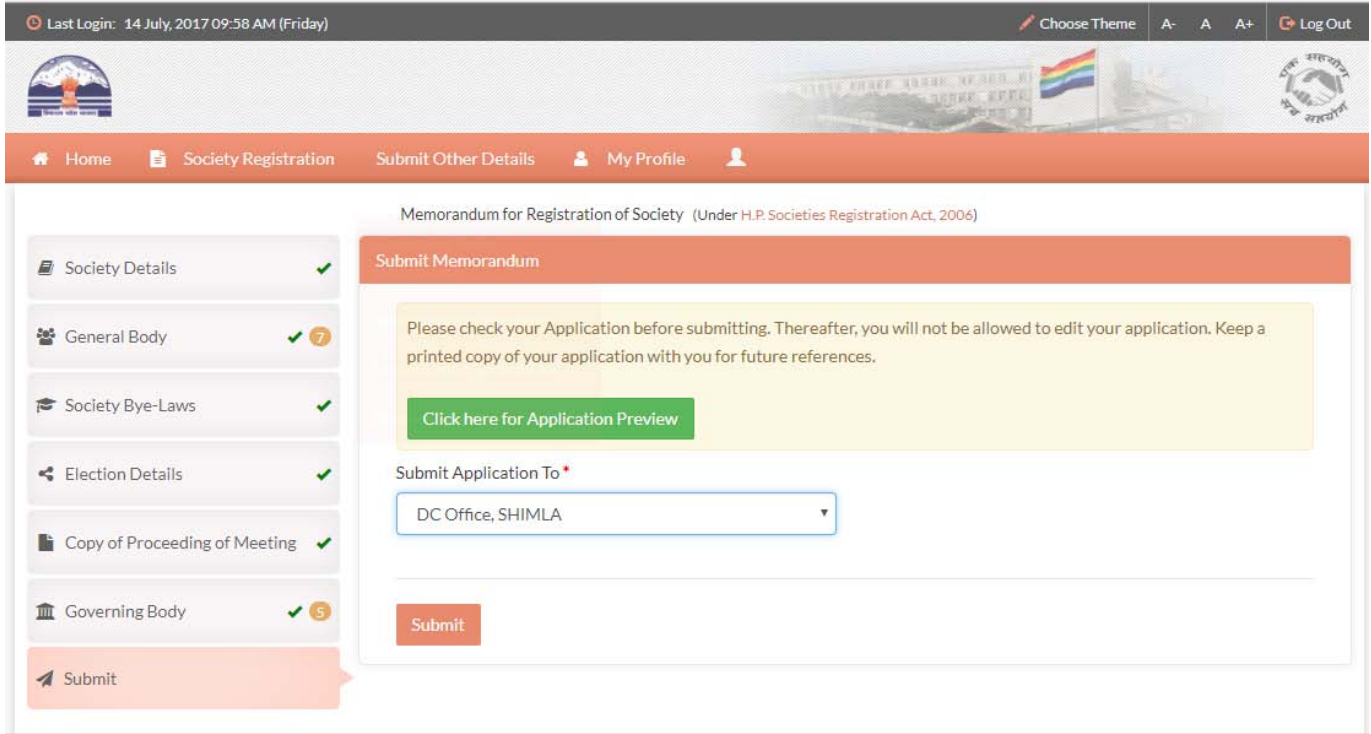 Last Login: 14 July, 2017 09:58 AM (Friday)
Choose Theme A- A A+ Log Out
एक सहयोग
Home Society Registration Submit Other Details My Profile
Memorandum for Registration of Society (Under H.P. Societies Registration Act, 2006)
Society Details
General Body 7
Society Bye-Laws
Election Details
Copy of Proceeding of Meeting
Governing Body 5
Submit
Submit Memorandum
Please check your Application before submitting. Thereafter, you will not be allowed to edit your application. Keep a
printed copy of your application with you for future references.
Click here for Application Preview
Submit Application To *
DC Office, SHIMLA
Submit